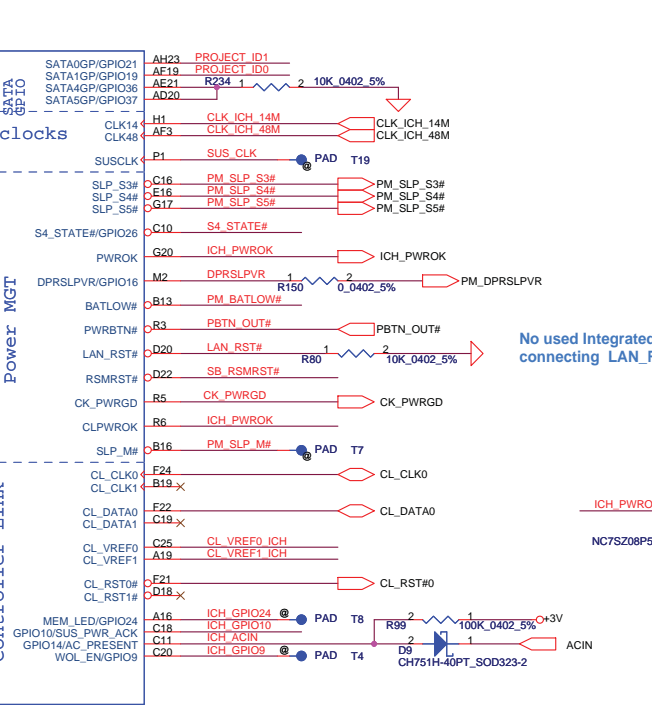 SATA
GPIO
SATA0GP/GPIO21 AH23 PROJECT_ID1
SATA1GP/GPIO19 AF19 PROJECT_ID0
SATA4GP/GPIO36 AE21 R234 1 2 10K_0402_5%
SATA5GP/GPIO37 AD20
clocks
CLK14 H1 CLK_ICH_14M CLK_ICH_14M
CLK48 AF3 CLK_ICH_48M CLK_ICH_48M
SUSCLK P1 SUS_CLK @ PAD T19
SLP_S3# C16 PM_SLP_S3# PM_SLP_S3#
SLP_S4# E16 PM_SLP_S4# PM_SLP_S4#
SLP_S5# G17 PM_SLP_S5# PM_SLP_S5#
S4_STATE#/GPIO26 C10 S4_STATE#
Power MGT
PWROK G20 ICH_PWROK ICH_PWROK
DPRSLPVR/GPIO16 M2 DPRSLPVR R150 1 2 0_0402_5% PM_DPRSLPVR
BATLOW# B13 PM_BATLOW#
PWRBTN# R3 PBTN_OUT# PBTN_OUT#
No used Integrated
connecting LAN_R
LAN_RST# D20 LAN_RST# R80 1 2 10K_0402_5%
RSMRST# D22 SB_RSMRST#
CK_PWRGD R5 CK_PWRGD CK_PWRGD
CLPWROK R6 ICH_PWROK
SLP_M# B16 PM_SLP_M# @ PAD T7
CL_CLK0 F24 CL_CLK0
CL_CLK1 B19
ICH_PWRO
CL_DATA0 F22 CL_DATA0
CL_DATA1 C19
NC7SZ08P5
CL_VREF0 C25 CL_VREF0_ICH
CL_VREF1 A19 CL_VREF1_ICH
CL_RST0# F21 CL_RST#0
CL_RST1# D18
MEM_LED/GPIO24 A16 ICH_GPIO24 @ PAD T8 R99 2 1 100K_0402_5% +3V
GPIO10/SUS_PWR_ACK C18 ICH_GPIO10
GPIO14/AC_PRESENT C11 ICH_ACIN 2 1 ACIN
WOL_EN/GPIO9 C20 ICH_GPIO9 @ PAD T4 D9
CH751H-40PT_SOD323-2